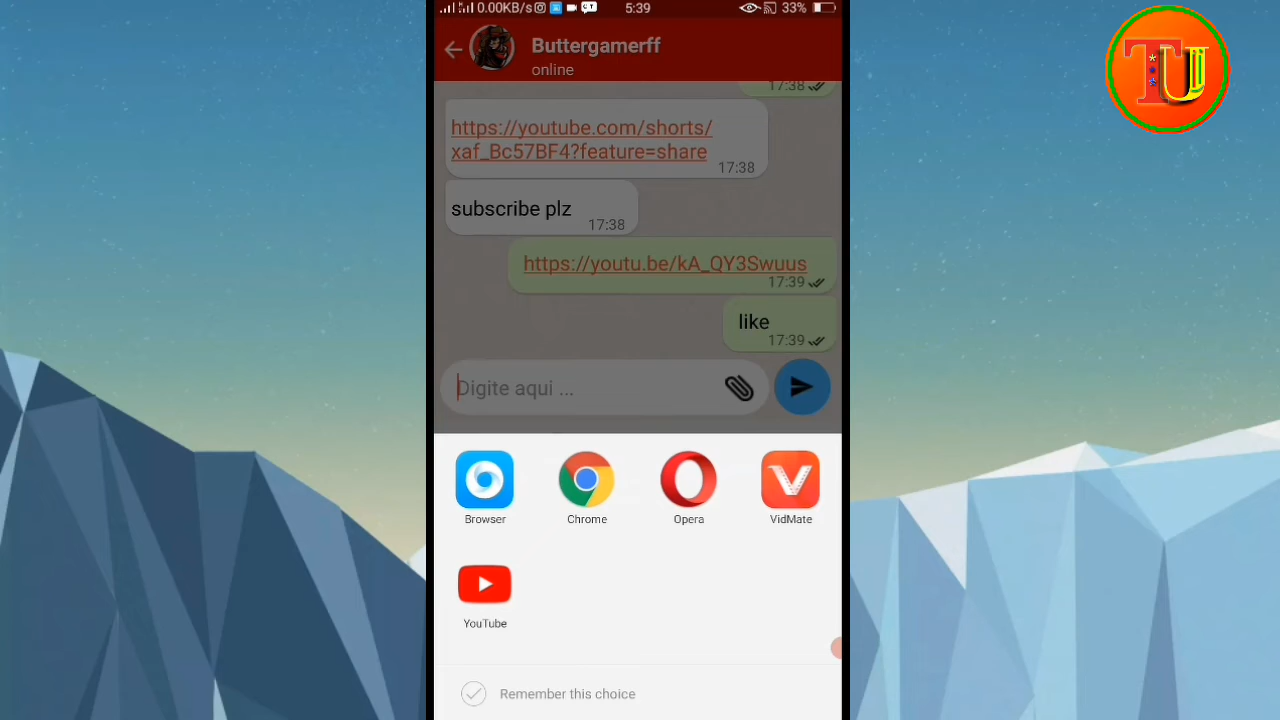 0.00KB/s
5:39
33%
Buttergamerff
online
17:38
https://youtube.com/shorts/
xaf_Bc57BF4?feature=share
17:38
subscribe plz
17:38
https://youtu.be/kA_QY3Swuus
17:39
like
17:39
Digite aqui ...
Browser
Chrome
Opera
VidMate
YouTube
Remember this choice
TU